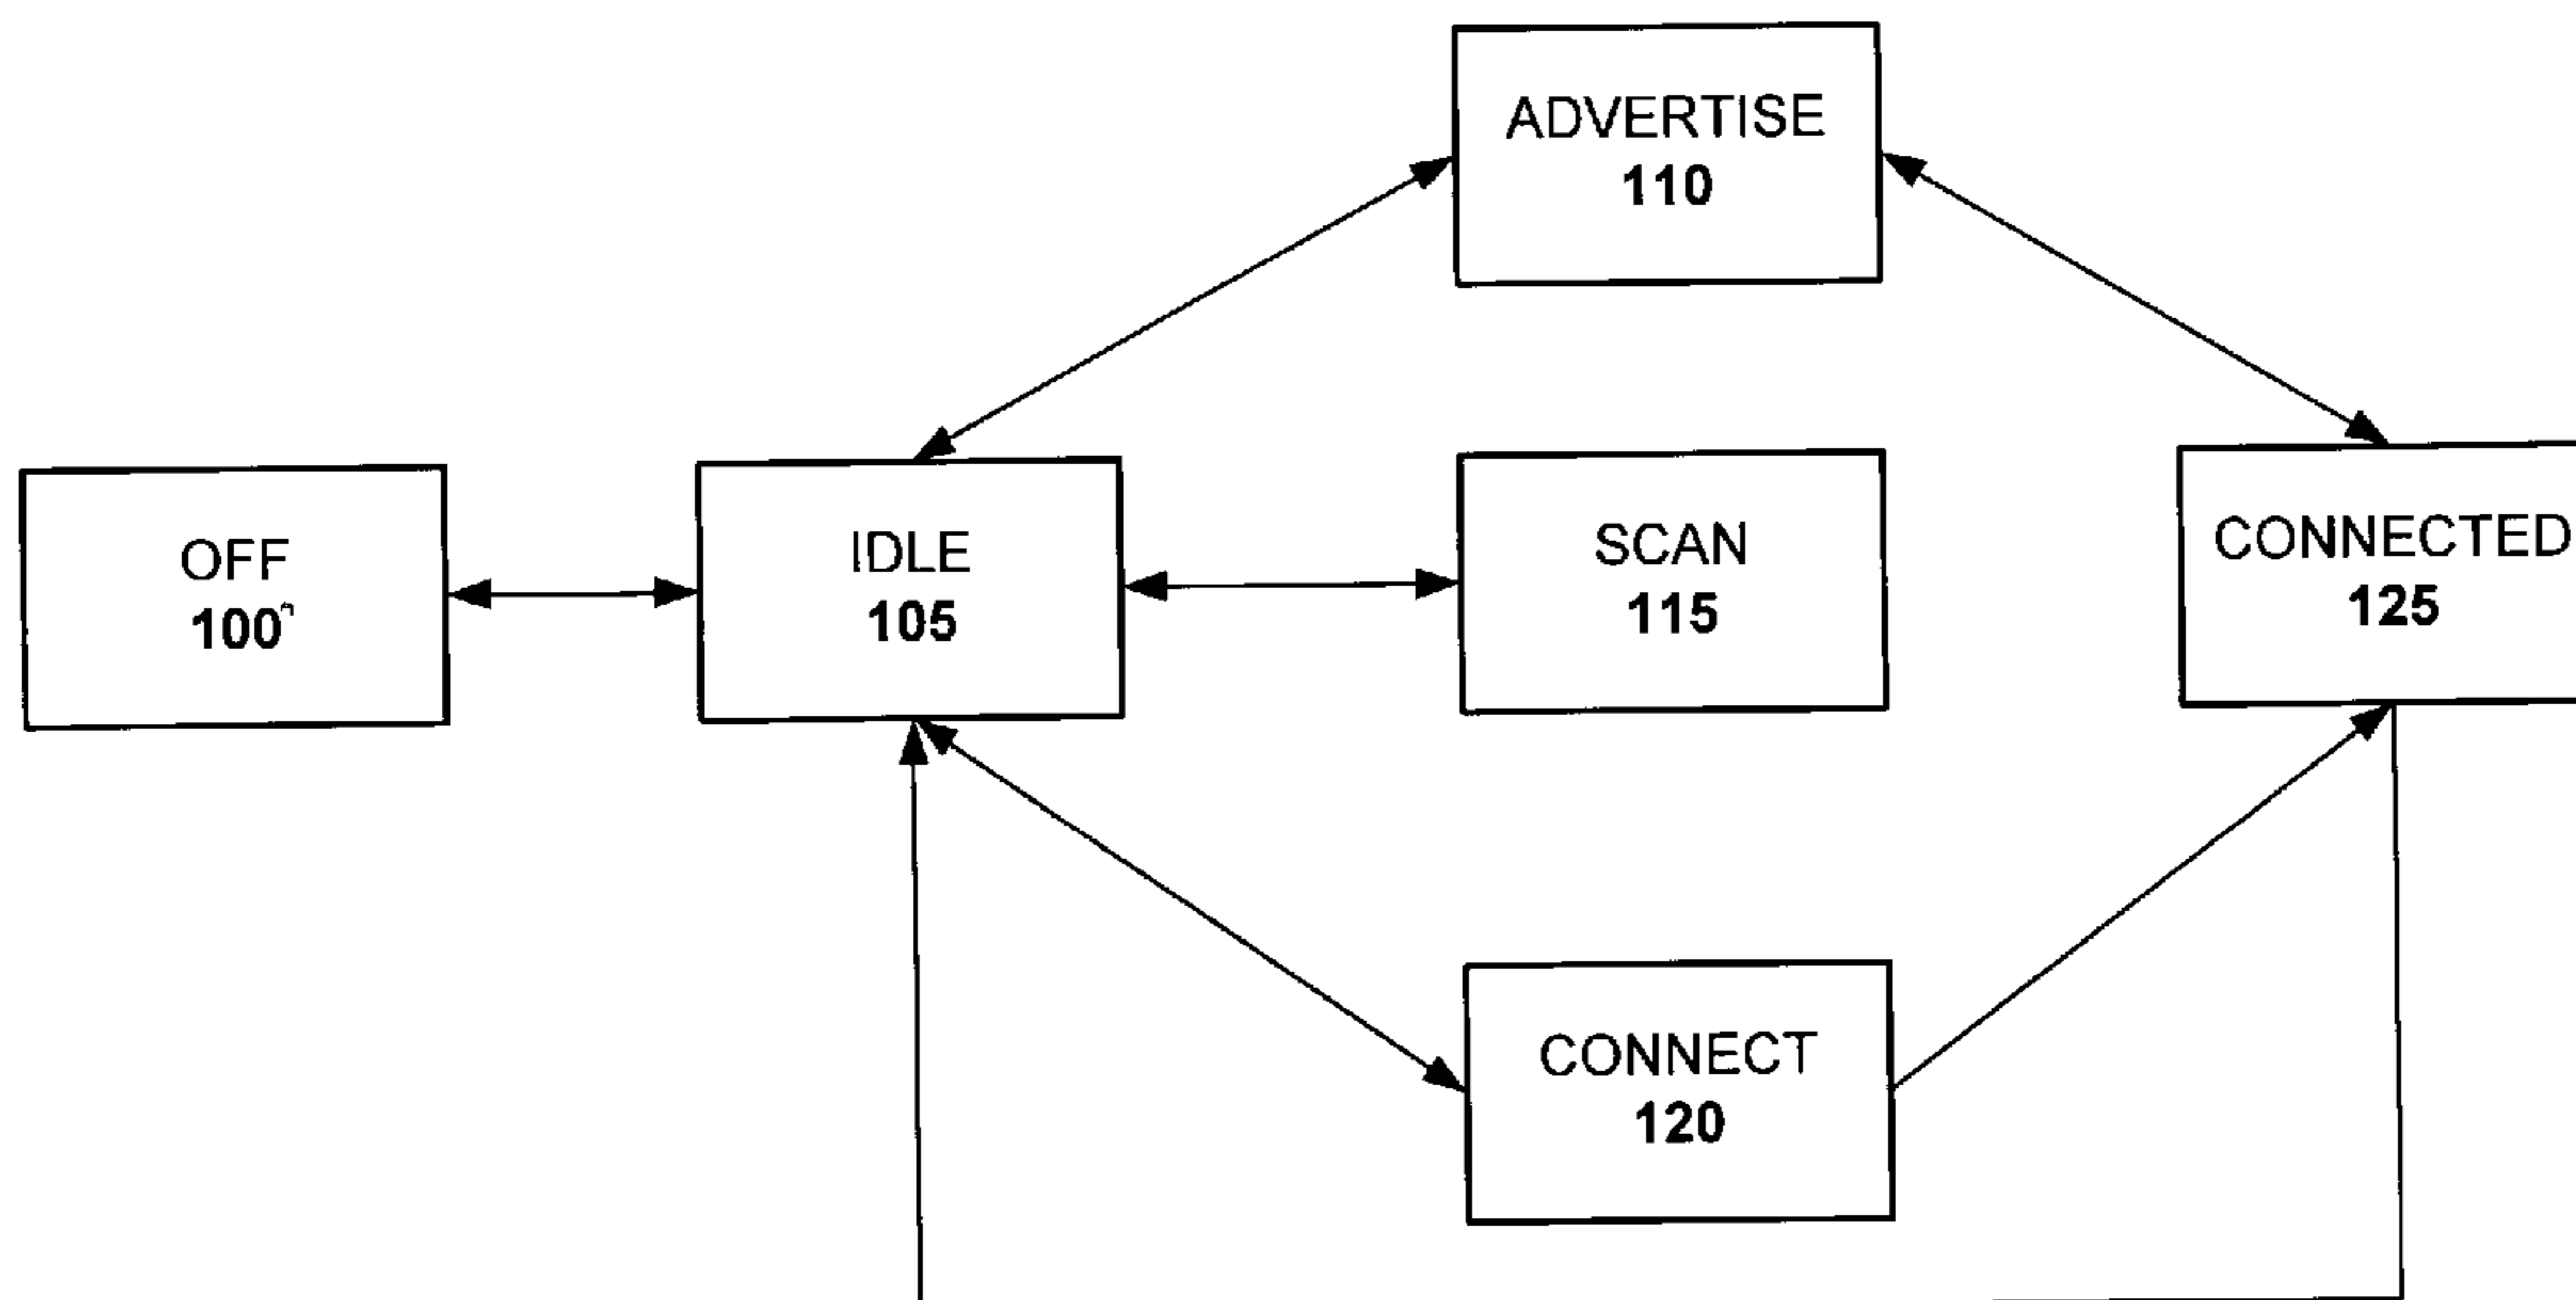 ADVERTISE
110
OFF
100
IDLE
105
SCAN
115
CONNECTED
125
CONNECT
120